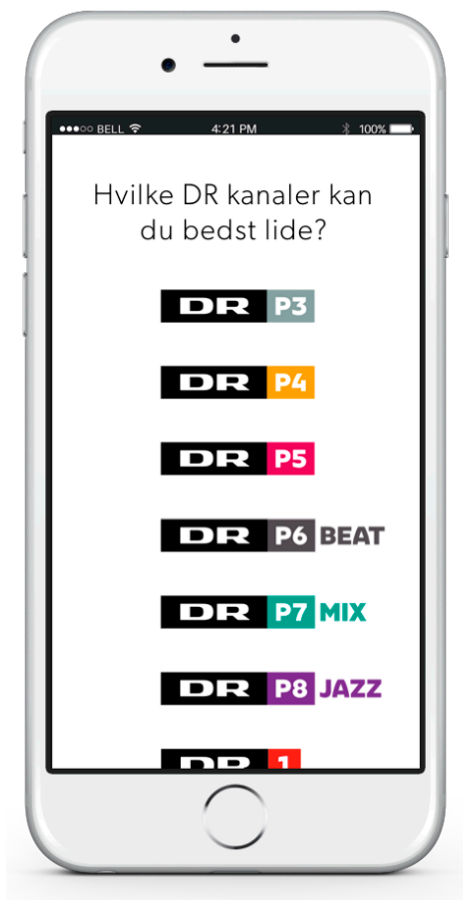 BELL 4:21 PM 100%
Hvilke DR kanaler kan
du bedst lide?
DR P3
DR P4
DR P5
DR P6 BEAT
DR P7 MIX
DR P8 JAZZ
DR 1